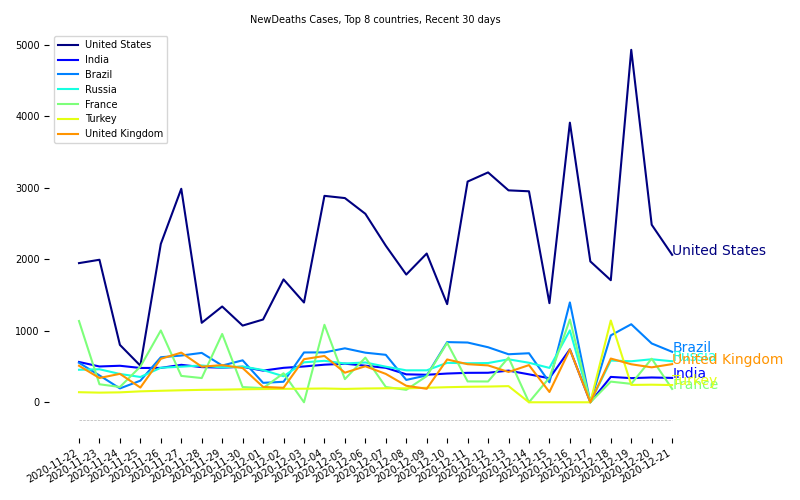 NewDeaths Cases, Top 8 countries, Recent 30 days
5000
4000
3000
2000
1000
0
United States
India
Brazil
Russia
France
Turkey
United Kingdom
United States
Brazil
Russia
United Kingdom
India
Turkey
France
2020-11-22
2020-11-23
2020-11-24
2020-11-25
2020-11-26
2020-11-27
2020-11-28
2020-11-29
2020-11-30
2020-12-01
2020-12-02
2020-12-03
2020-12-04
2020-12-05
2020-12-06
2020-12-07
2020-12-08
2020-12-09
2020-12-10
2020-12-11
2020-12-12
2020-12-13
2020-12-14
2020-12-15
2020-12-16
2020-12-17
2020-12-18
2020-12-19
2020-12-20
2020-12-21